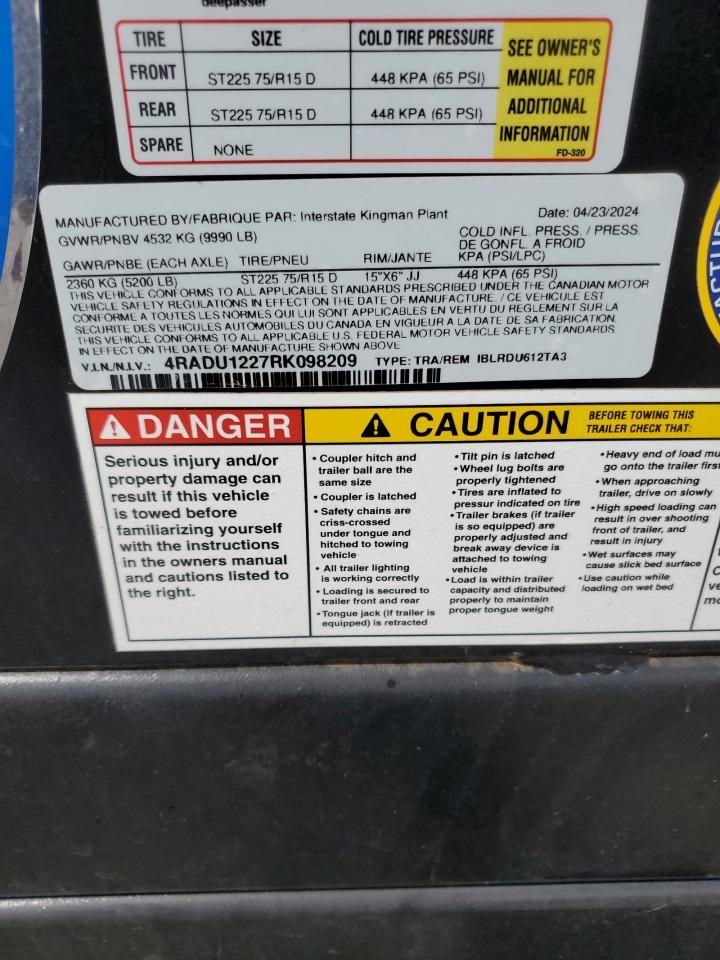 deepasser
TIRE SIZE COLD TIRE PRESSURE
FRONT ST225 75/R15 D 448 KPA (65 PSI)
REAR ST225 75/R15 D 448 KPA (65 PSI)
SPARE NONE
SEE OWNER'S
MANUAL FOR
ADDITIONAL
INFORMATION
FD-320
MANUFACTURED BY/FABRIQUE PAR: Interstate Kingman Plant Date: 04/23/2024
GVWR/PNBV 4532 KG (9990 LB)
COLD INFL. PRESS. / PRESS.
DE GONFL. A FROID
KPA (PSI/LPC)
GAWR/PNBE (EACH AXLE) TIRE/PNEU RIM/JANTE
2360 KG (5200 LB) ST225 75/R15 D 15"X6" JJ 448 KPA (65 PSI)
THIS VEHICLE CONFORMS TO ALL APPLICABLE STANDARDS PRESCRIBED UNDER THE CANADIAN MOTOR
VEHICLE SAFETY REGULATIONS IN EFFECT ON THE DATE OF MANUFACTURE. / CE VEHICULE EST
CONFORME A TOUTES LES NORMES QUI LUI SONT APPLICABLES EN VERTU DU REGLEMENT SUR LA
SECURITE DES VEHICULES AUTOMOBILES DU CANADA EN VIGUEUR A LA DATE DE SA FABRICATION.
THIS VEHICLE CONFORMS TO ALL APPLICABLE U.S. FEDERAL MOTOR VEHICLE SAFETY STANDARDS
IN EFFECT ON THE DATE OF MANUFACTURE SHOWN ABOVE
V.I.N./N.I.V.: 4RADU1227RK098209 TYPE: TRA/REM IBLRDU612TA3
DANGER
Serious injury and/or
property damage can
result if this vehicle
is towed before
familiarizing yourself
with the instructions
in the owners manual
and cautions listed to
the right.
CAUTION
BEFORE TOWING THIS
TRAILER CHECK THAT:
• Coupler hitch and
trailer ball are the
same size
• Coupler is latched
• Safety chains are
criss-crossed
under tongue and
hitched to towing
vehicle
• All trailer lighting
is working correctly
• Loading is secured to
trailer front and rear
• Tongue jack (if trailer is
equipped) is retracted
• Tilt pin is latched
• Wheel lug bolts are
properly tightened
• Tires are inflated to
pressur indicated on tire
• Trailer brakes (if trailer
is so equipped) are
properly adjusted and
break away device is
attached to towing
vehicle
• Load is within trailer
capacity and distributed
properly to maintain
proper tongue weight
• Heavy end of load mu
go onto the trailer first
• When approaching
trailer, drive on slowly
• High speed loading can
result in over shooting
front of trailer, and
result in injury
• Wet surfaces may
cause slick bed surface
• Use caution while
loading on wet bed